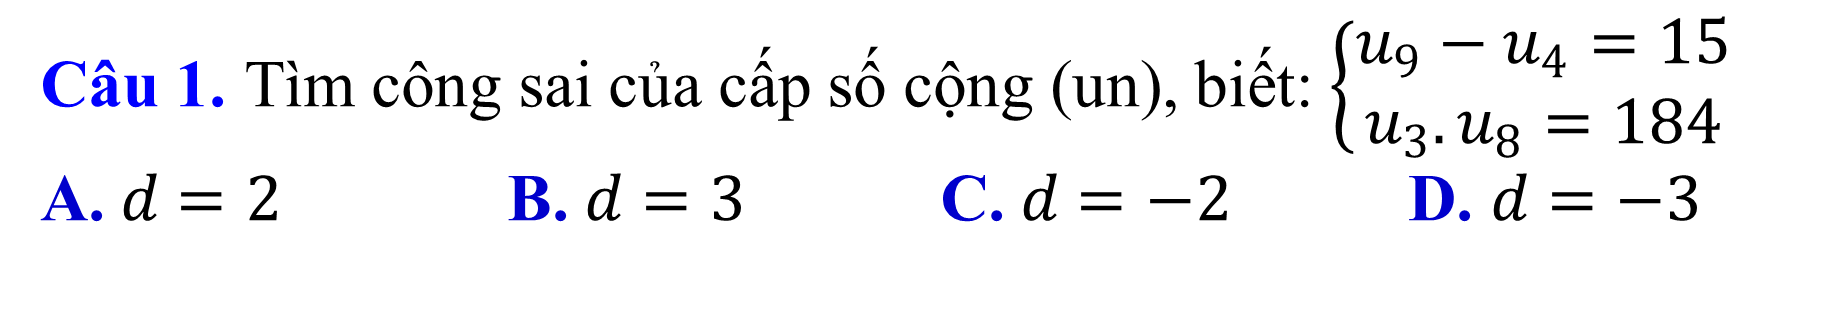 Câu 1. Tìm công sai của cấp số cộng (un), biết: { u₉ − u₄ = 15
u₃. u₈ = 184
A. d = 2 B. d = 3 C. d = −2 D. d = −3